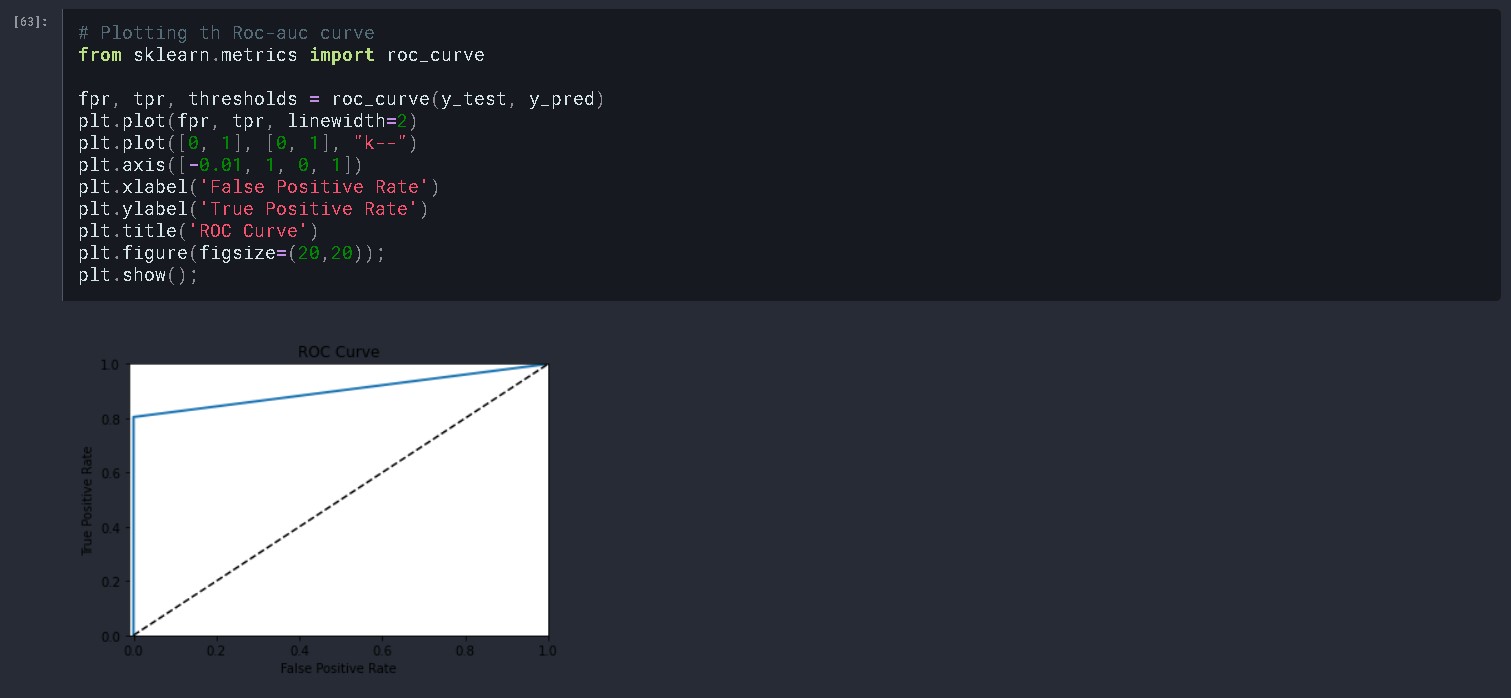 [63]:
# Plotting th Roc-auc curve
from sklearn.metrics import roc_curve
fpr, tpr, thresholds = roc_curve(y_test, y_pred)
plt.plot(fpr, tpr, linewidth=2)
plt.plot([0, 1], [0, 1], "k--")
plt.axis([-0.01, 1, 0, 1])
plt.xlabel('False Positive Rate')
plt.ylabel('True Positive Rate')
plt.title('ROC Curve')
plt.figure(figsize=(20,20));
plt.show();
ROC Curve
True Positive Rate
1.0
0.8
0.6
0.4
0.2
0.0
0.0 0.2 0.4 0.6 0.8 1.0
False Positive Rate